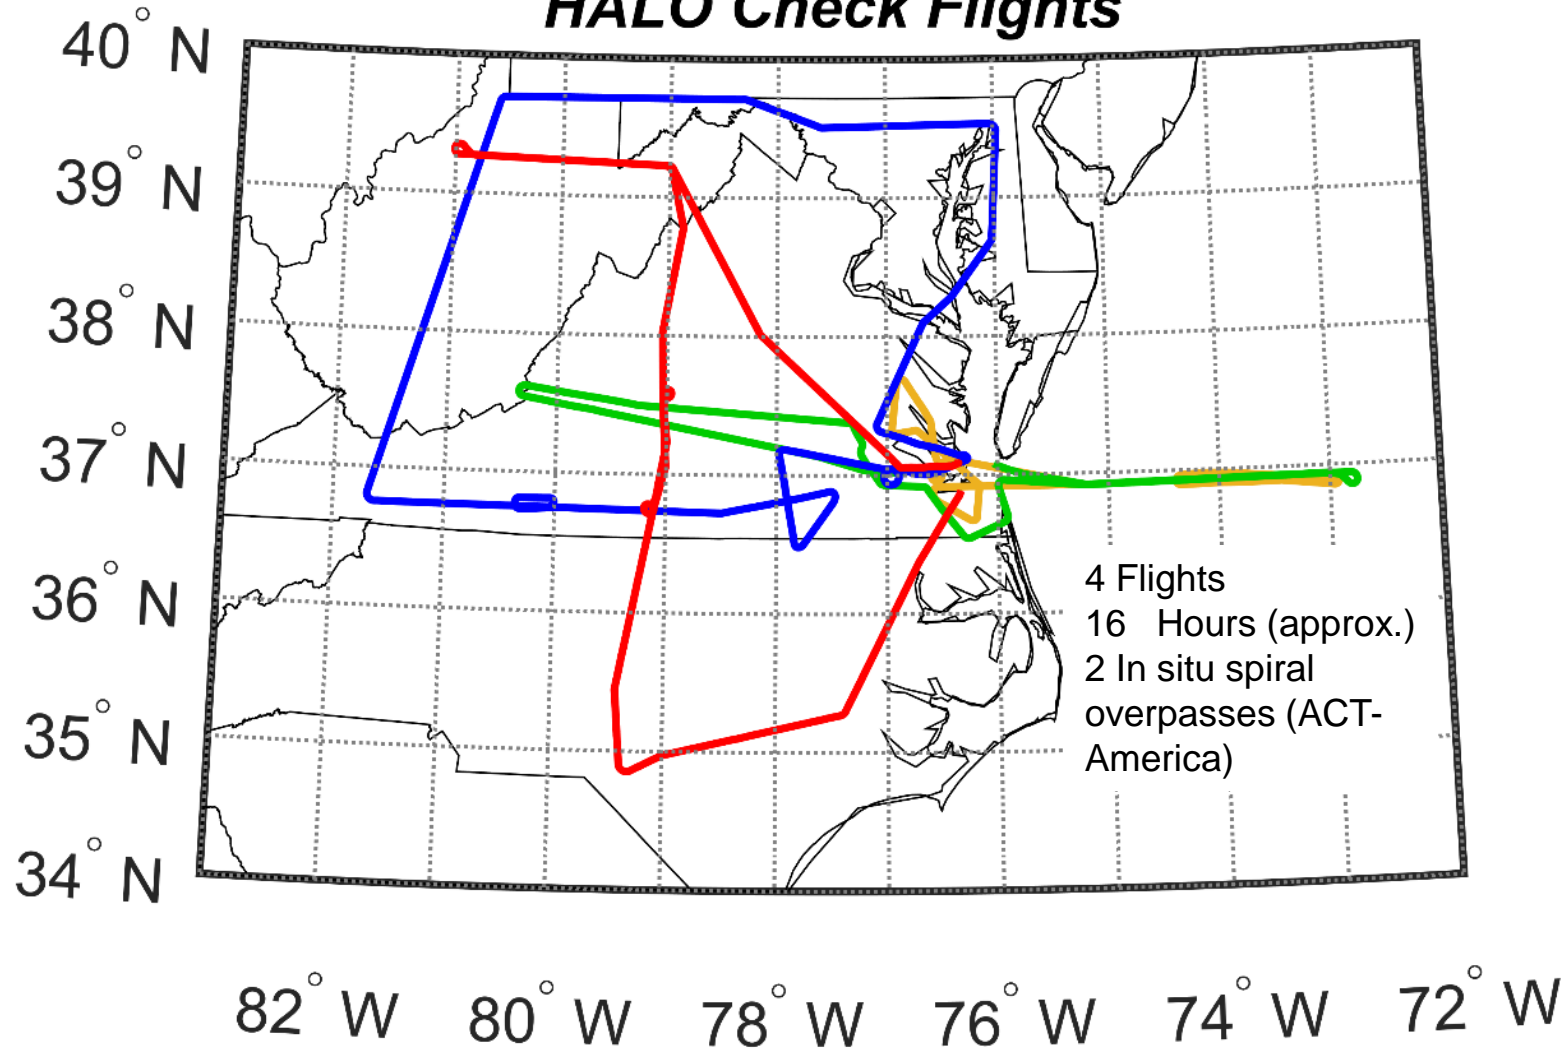 HALO Check Flights
40° N
39° N
38° N
37° N
36° N
35° N
34° N
4 Flights
16 Hours (approx.)
2 In situ spiral
overpasses (ACT-
America)
82° W 80° W 78° W 76° W 74° W 72° W